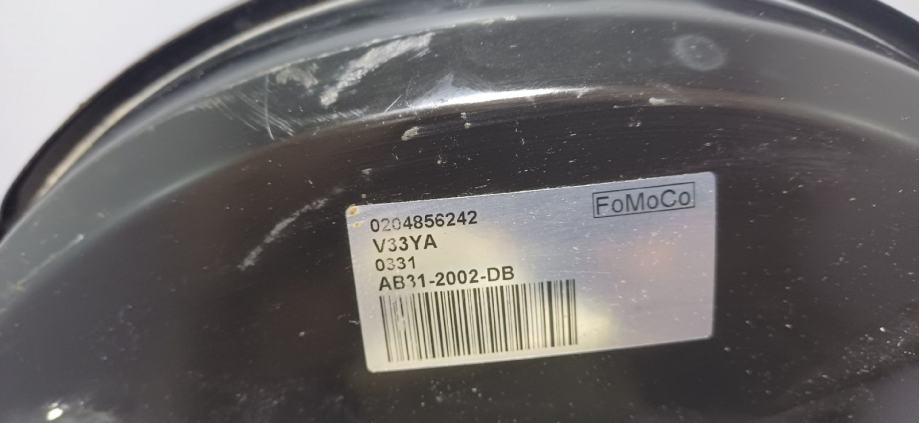 FoMoCo
0204856242
V33YA
0331
AB31-2002-DB